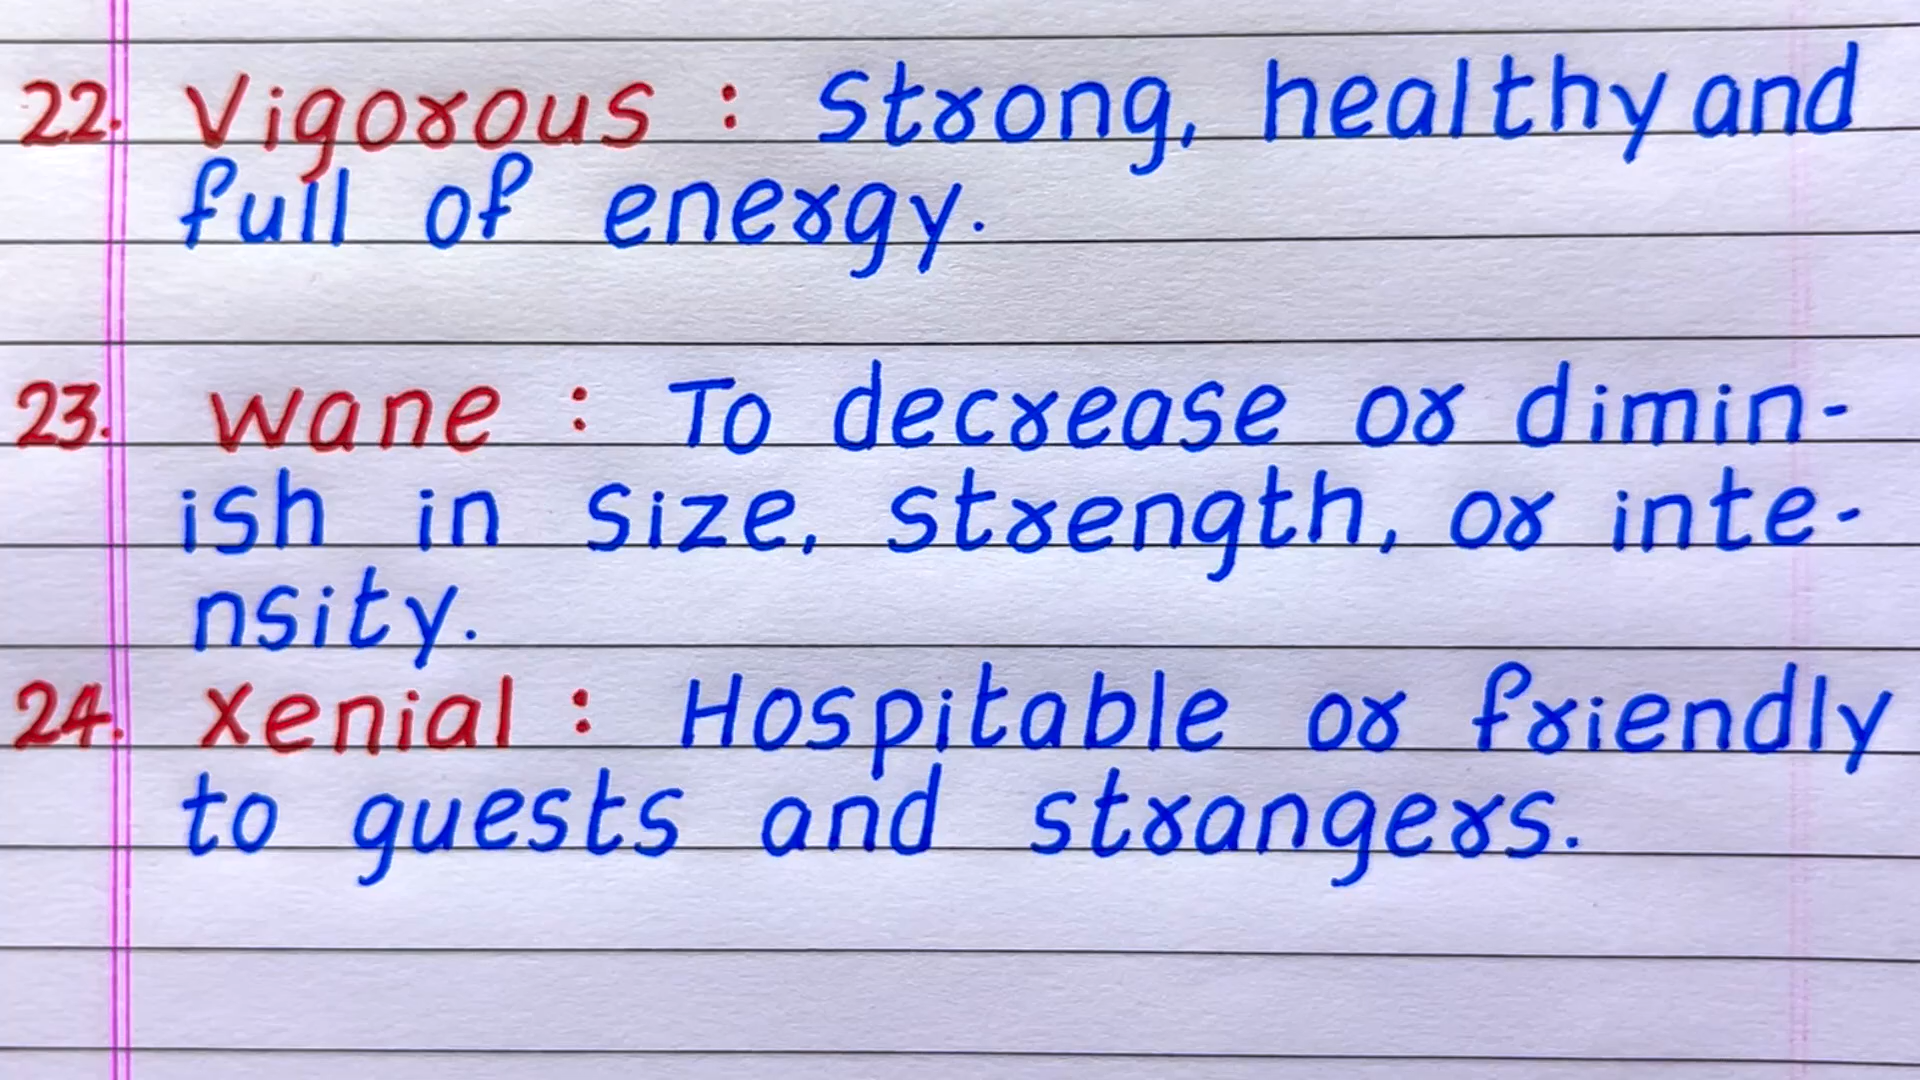 22. Vigorous : Strong, healthy and
full of energy.
23. Wane : To decrease or dimin-
ish in size, strength, or inte-
nsity.
24. Xenial : Hospitable or friendly
to guests and strangers.